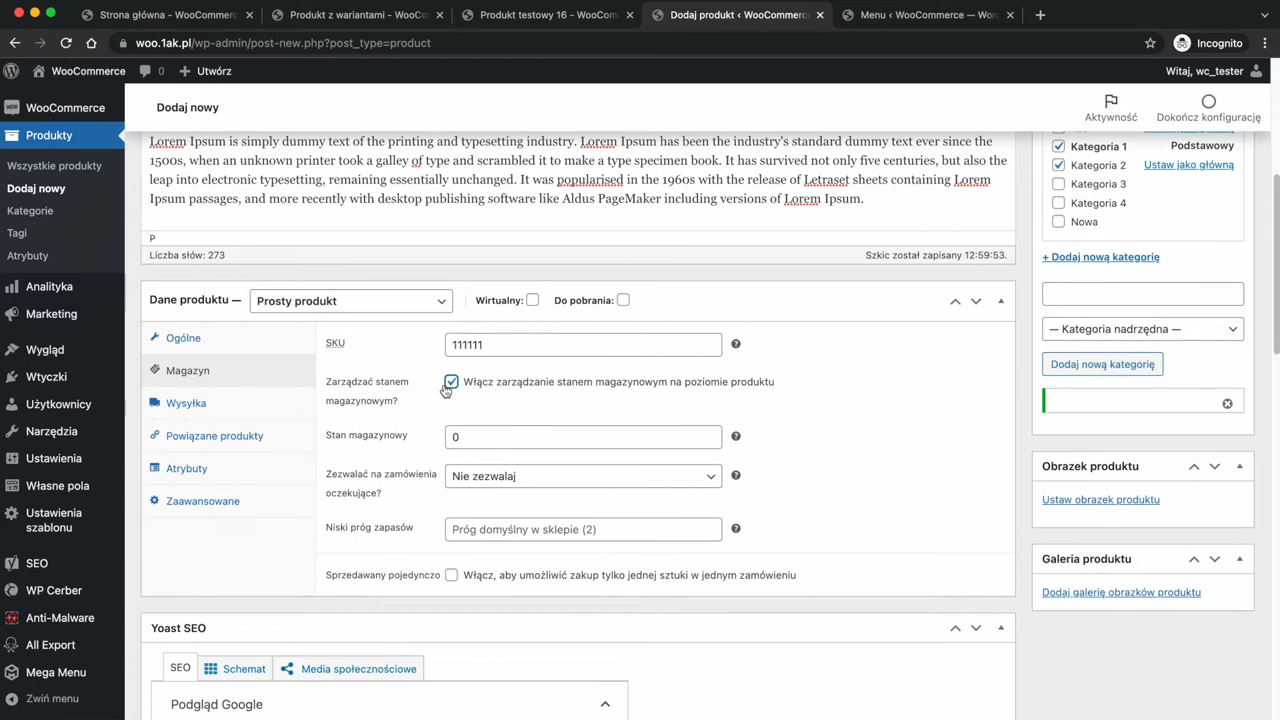 Strona główna - WooCommerce
Produkt z wariantami - WooCo
Produkt testowy 16 - WooCom
Dodaj produkt ‹ WooCommerce
Menu ‹ WooCommerce — Wor
woo.1ak.pl/wp-admin/post-new.php?post_type=product
Incognito
WooCommerce
0
Utwórz
Witaj, wc_tester
WooCommerce
Produkty
Wszystkie produkty
Dodaj nowy
Kategorie
Tagi
Atrybuty
Analityka
Marketing
Wygląd
Wtyczki
Użytkownicy
Narzędzia
Ustawienia
Własne pola
Ustawienia
szablonu
SEO
WP Cerber
Anti-Malware
All Export
Mega Menu
Zwiń menu
Dodaj nowy
Aktywność
Dokończ konfigurację
Lorem Ipsum is simply dummy text of the printing and typesetting industry. Lorem Ipsum has been the industry's standard dummy text ever since the
1500s, when an unknown printer took a galley of type and scrambled it to make a type specimen book. It has survived not only five centuries, but also the
leap into electronic typesetting, remaining essentially unchanged. It was popularised in the 1960s with the release of Letraset sheets containing Lorem
Ipsum passages, and more recently with desktop publishing software like Aldus PageMaker including versions of Lorem Ipsum.
P
Liczba słów: 273
Szkic został zapisany 12:59:53.
Dane produktu —
Prosty produkt
Wirtualny:
Do pobrania:
Ogólne
Magazyn
Wysyłka
Powiązane produkty
Atrybuty
Zaawansowane
SKU
111111
Zarządzać stanem
magazynowym?
Włącz zarządzanie stanem magazynowym na poziomie produktu
Stan magazynowy
0
Zezwalać na zamówienia
oczekujące?
Nie zezwalaj
Niski próg zapasów
Próg domyślny w sklepie (2)
Sprzedawany pojedynczo
Włącz, aby umożliwić zakup tylko jednej sztuki w jednym zamówieniu
Yoast SEO
SEO
Schemat
Media społecznościowe
Podgląd Google
Kategoria 1
Podstawowy
Kategoria 2
Ustaw jako główną
Kategoria 3
Kategoria 4
Nowa
+ Dodaj nową kategorię
— Kategoria nadrzędna —
Dodaj nową kategorię
Obrazek produktu
Ustaw obrazek produktu
Galeria produktu
Dodaj galerię obrazków produktu